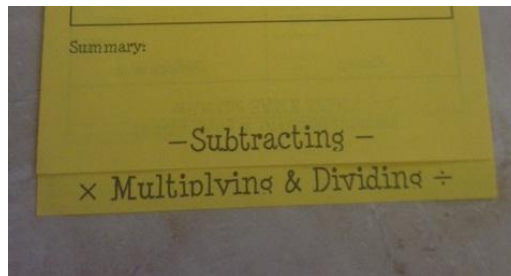 Summary:
– Subtracting –
× Multiplying & Dividing ÷